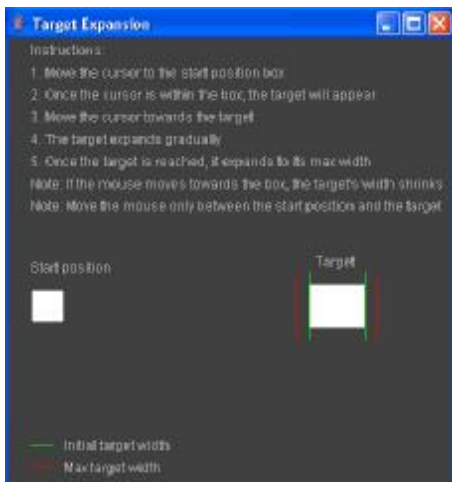 Target Expansion
Instructions:
1. Move the cursor to the start position box
2. Once the cursor is within the box, the target will appear
3. Move the cursor towards the target
4. The target expands gradually
5. Once the target is reached, it expands to its max width
Note: If the mouse moves towards the box, the target's width shrinks
Note: Move the mouse only between the start position and the target
Start position
Target
Initial target width
Max target width